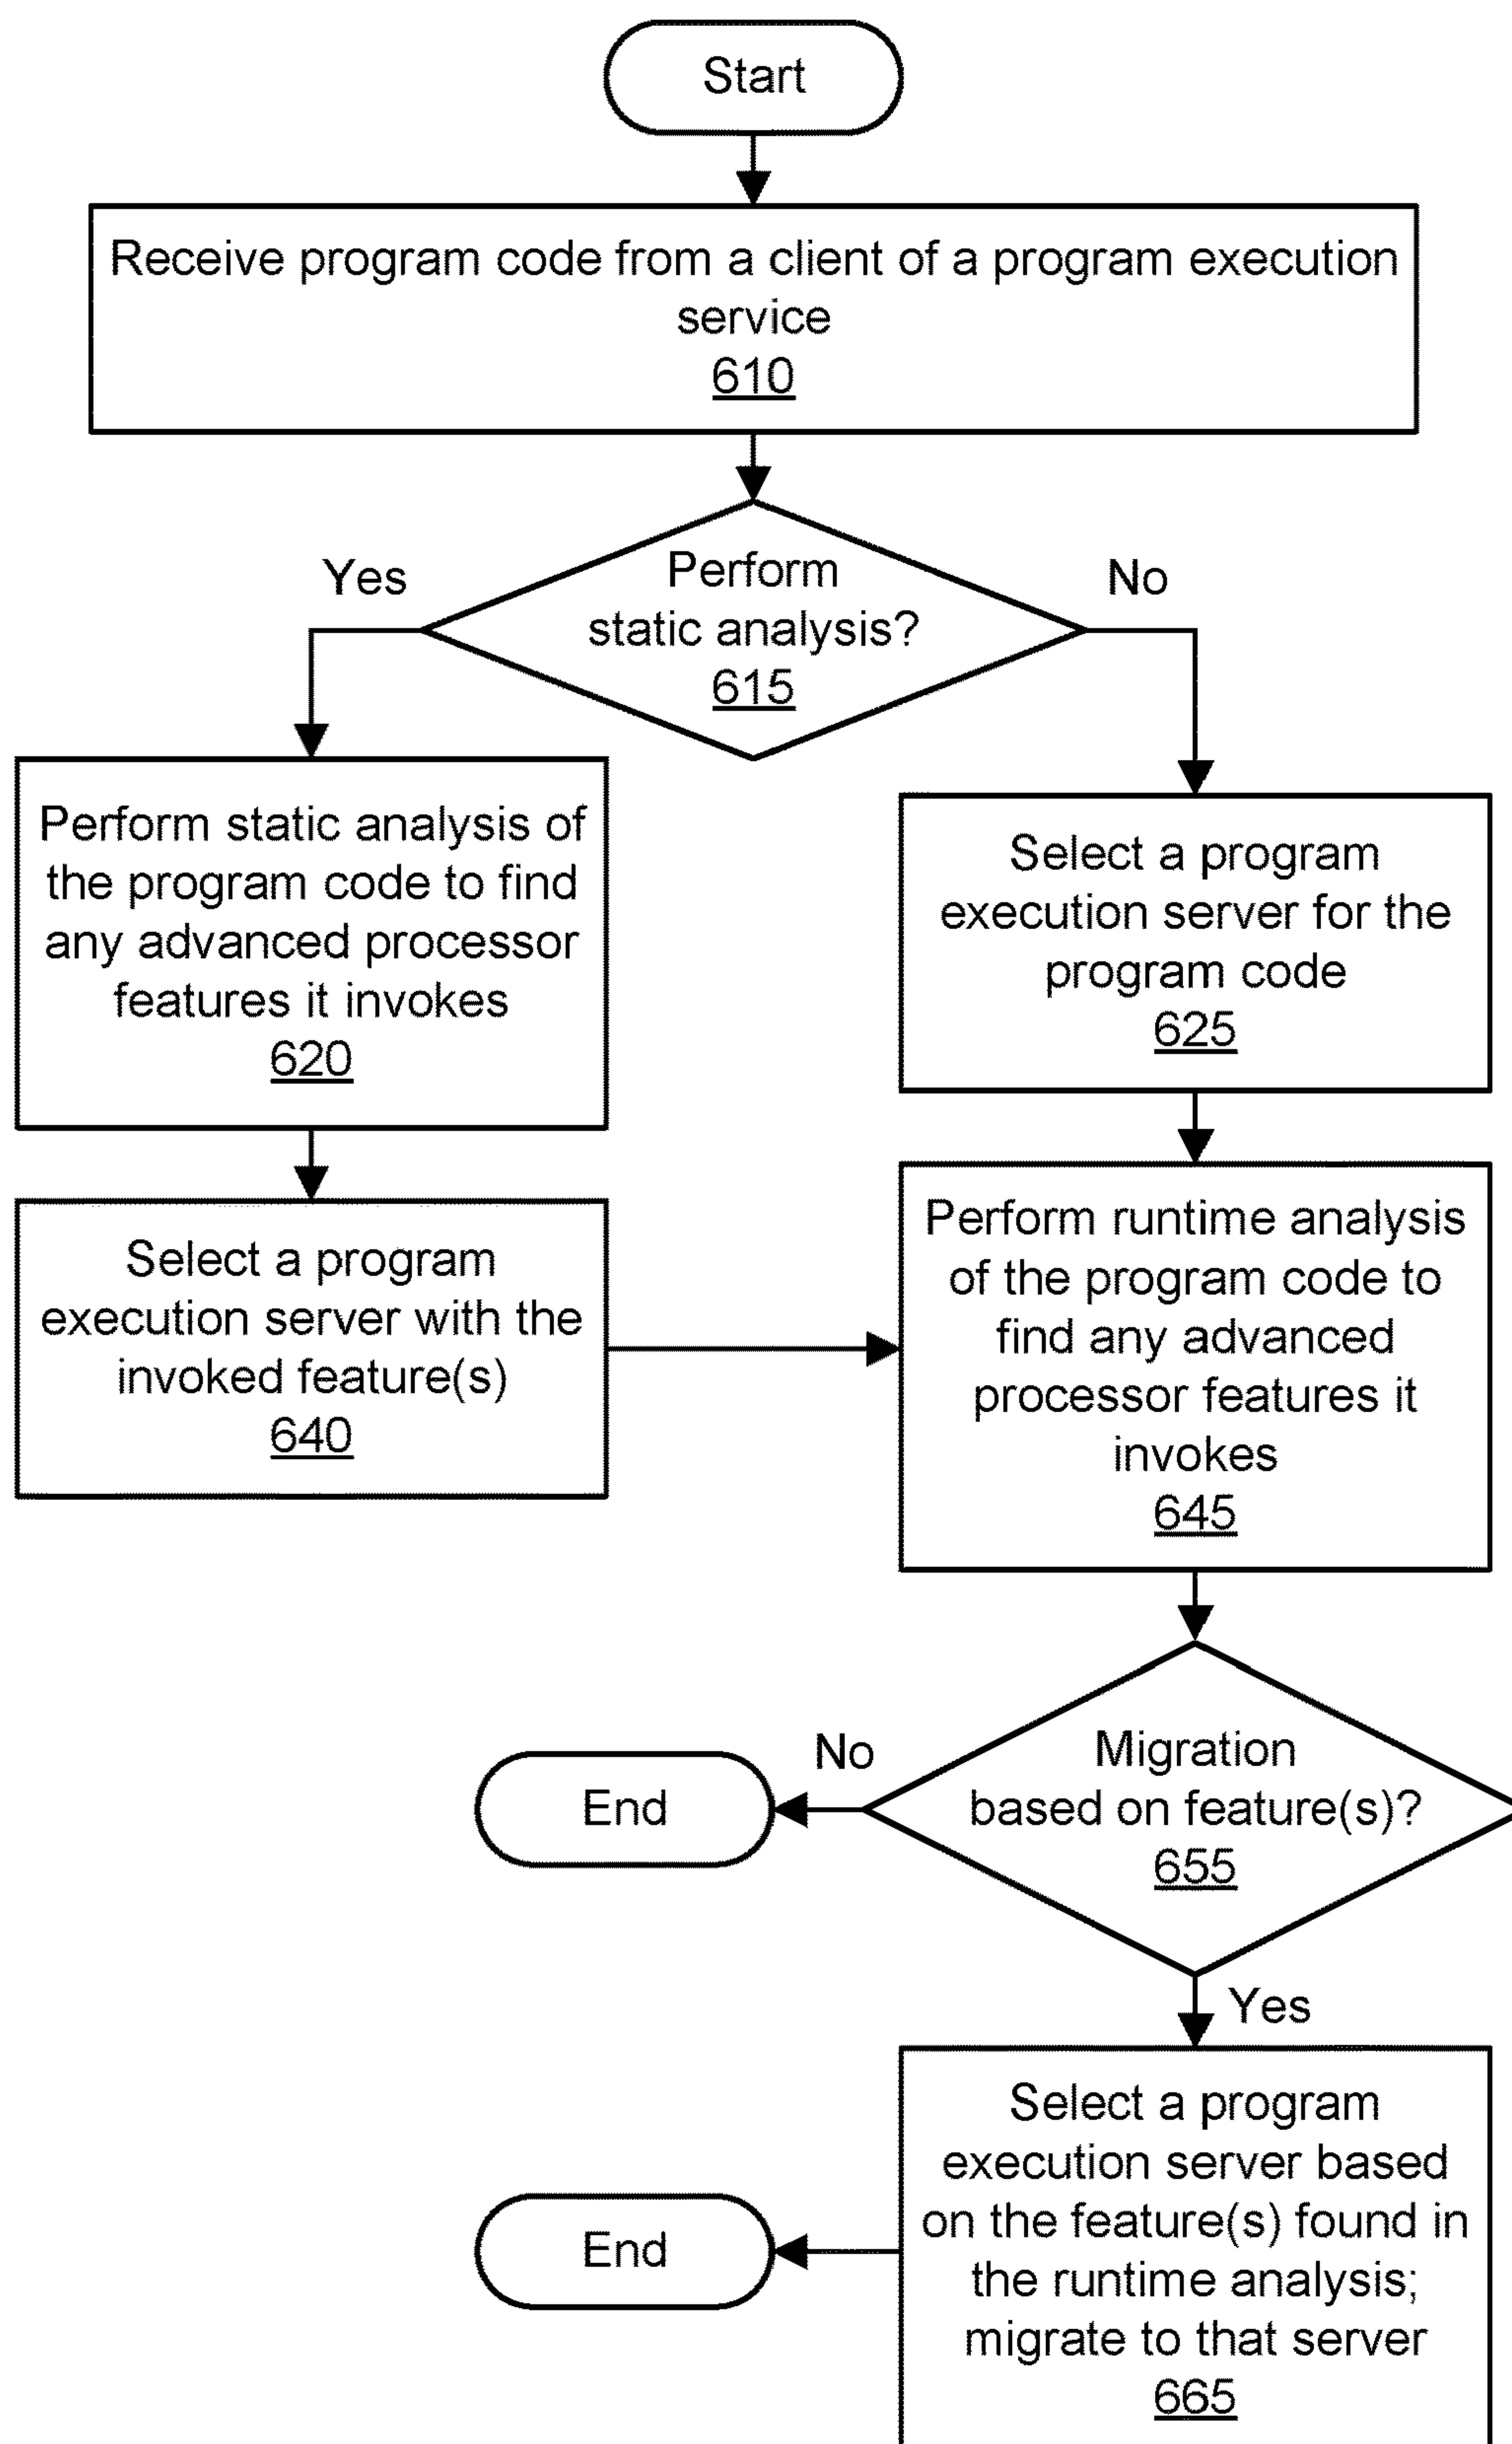 Start
Receive program code from a client of a program execution
service
610
Yes
Perform
static analysis?
615
No
Perform static analysis of
the program code to find
any advanced processor
features it invokes
620
Select a program
execution server for the
program code
625
Select a program
execution server with the
invoked feature(s)
640
Perform runtime analysis
of the program code to
find any advanced
processor features it
invokes
645
Migration
based on feature(s)?
655
No
End
Yes
Select a program
execution server based
on the feature(s) found in
the runtime analysis;
migrate to that server
665
End